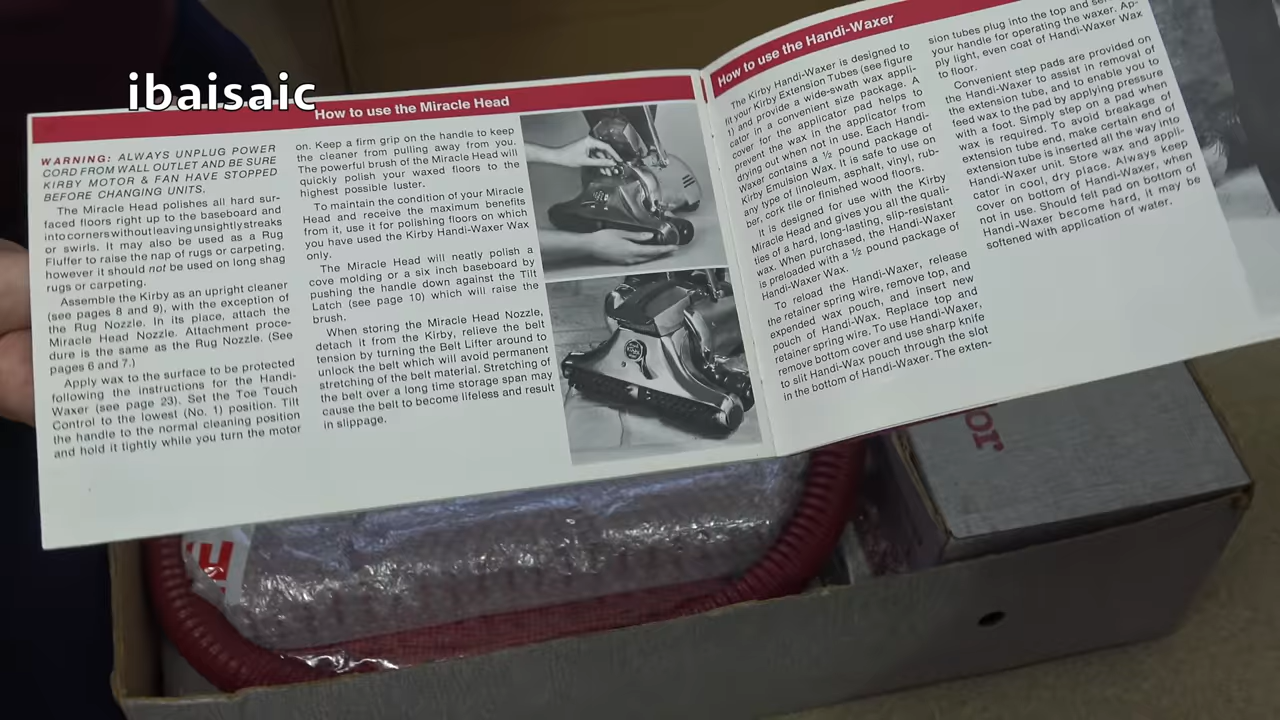 ibaisaic
How to use the Miracle Head
WARNING: ALWAYS UNPLUG POWER
CORD FROM WALL OUTLET AND BE SURE
KIRBY MOTOR & FAN HAVE STOPPED
BEFORE CHANGING UNITS.
The Miracle Head polishes all hard sur-
faced floors right up to the baseboard and
into corners without leaving unsightly streaks
or swirls. It may also be used as a Rug
Fluffer to raise the nap of rugs or carpeting,
however it should not be used on long shag
rugs or carpeting.
Assemble the Kirby as an upright cleaner
(see pages 8 and 9), with the exception of
the Rug Nozzle. In its place, attach the
Miracle Head Nozzle. Attachment proce-
dure is the same as the Rug Nozzle. (See
pages 6 and 7.)
Apply wax to the surface to be protected
following the instructions for the Handi-
Waxer (see page 23). Set the Toe Touch
Control to the lowest (No. 1) position. Tilt
the handle to the normal cleaning position
and hold it tightly while you turn the motor
on. Keep a firm grip on the handle to keep
the cleaner from pulling away from you.
The powerful brush of the Miracle Head will
quickly polish your waxed floors to the
highest possible luster.
To maintain the condition of your Miracle
Head and receive the maximum benefits
from it, use it for polishing floors on which
you have used the Kirby Handi-Waxer Wax
only.
The Miracle Head will neatly polish a
cove molding or a six inch baseboard by
pushing the handle down against the Tilt
Latch (see page 10) which will raise the
brush.
When storing the Miracle Head Nozzle,
detach it from the Kirby, relieve the belt
tension by turning the Belt Lifter around to
unlock the belt which will avoid permanent
stretching of the belt material. Stretching of
the belt over a long time storage span may
cause the belt to become lifeless and result
in slippage.
How to use the Handi-Waxer
The Kirby Handi-Waxer is designed to
fit your Kirby Extension Tubes (see figure
1) and provide a wide-swath wax appli-
cator in a convenient size package. A
cover for the applicator pad helps to
prevent the wax in the applicator from
drying out when not in use. Each Handi-
Waxer contains a ½ pound package of
Kirby Emulsion Wax. It is safe to use on
any type of linoleum, asphalt, vinyl, rub-
ber, cork tile or finished wood floors.
It is designed for use with the Kirby
Miracle Head and gives you all the quali-
ties of a hard, long-lasting, slip-resistant
wax. When purchased, the Handi-Waxer
is preloaded with a ½ pound package of
Handi-Waxer Wax.
To reload the Handi-Waxer, release
the retainer spring wire, remove top, and
expended wax pouch, and insert new
pouch of Handi-Wax. Replace top and
retainer spring wire. To use Handi-Waxer,
remove bottom cover and use sharp knife
to slit Handi-Wax pouch through the slot
in the bottom of Handi-Waxer. The exten-
sion tubes plug into the top and
your handle for operating the waxer. Ap-
ply light, even coat of Handi-Waxer Wax
to floor.
Convenient step pads are provided on
the Handi-Waxer to assist in removal of
the extension tube, and to enable you to
feed wax to the pad by applying pressure
with a foot. Simply step on a pad when
wax is required. To avoid breakage of
extension tube end, make certain end of
extension tube is inserted all the way into
Handi-Waxer unit. Store wax and appli-
cator in cool, dry place. Always keep
cover on bottom of Handi-Waxer, when
not in use. Should felt pad on bottom of
Handi-Waxer become hard, it may be
softened with application of water.
or